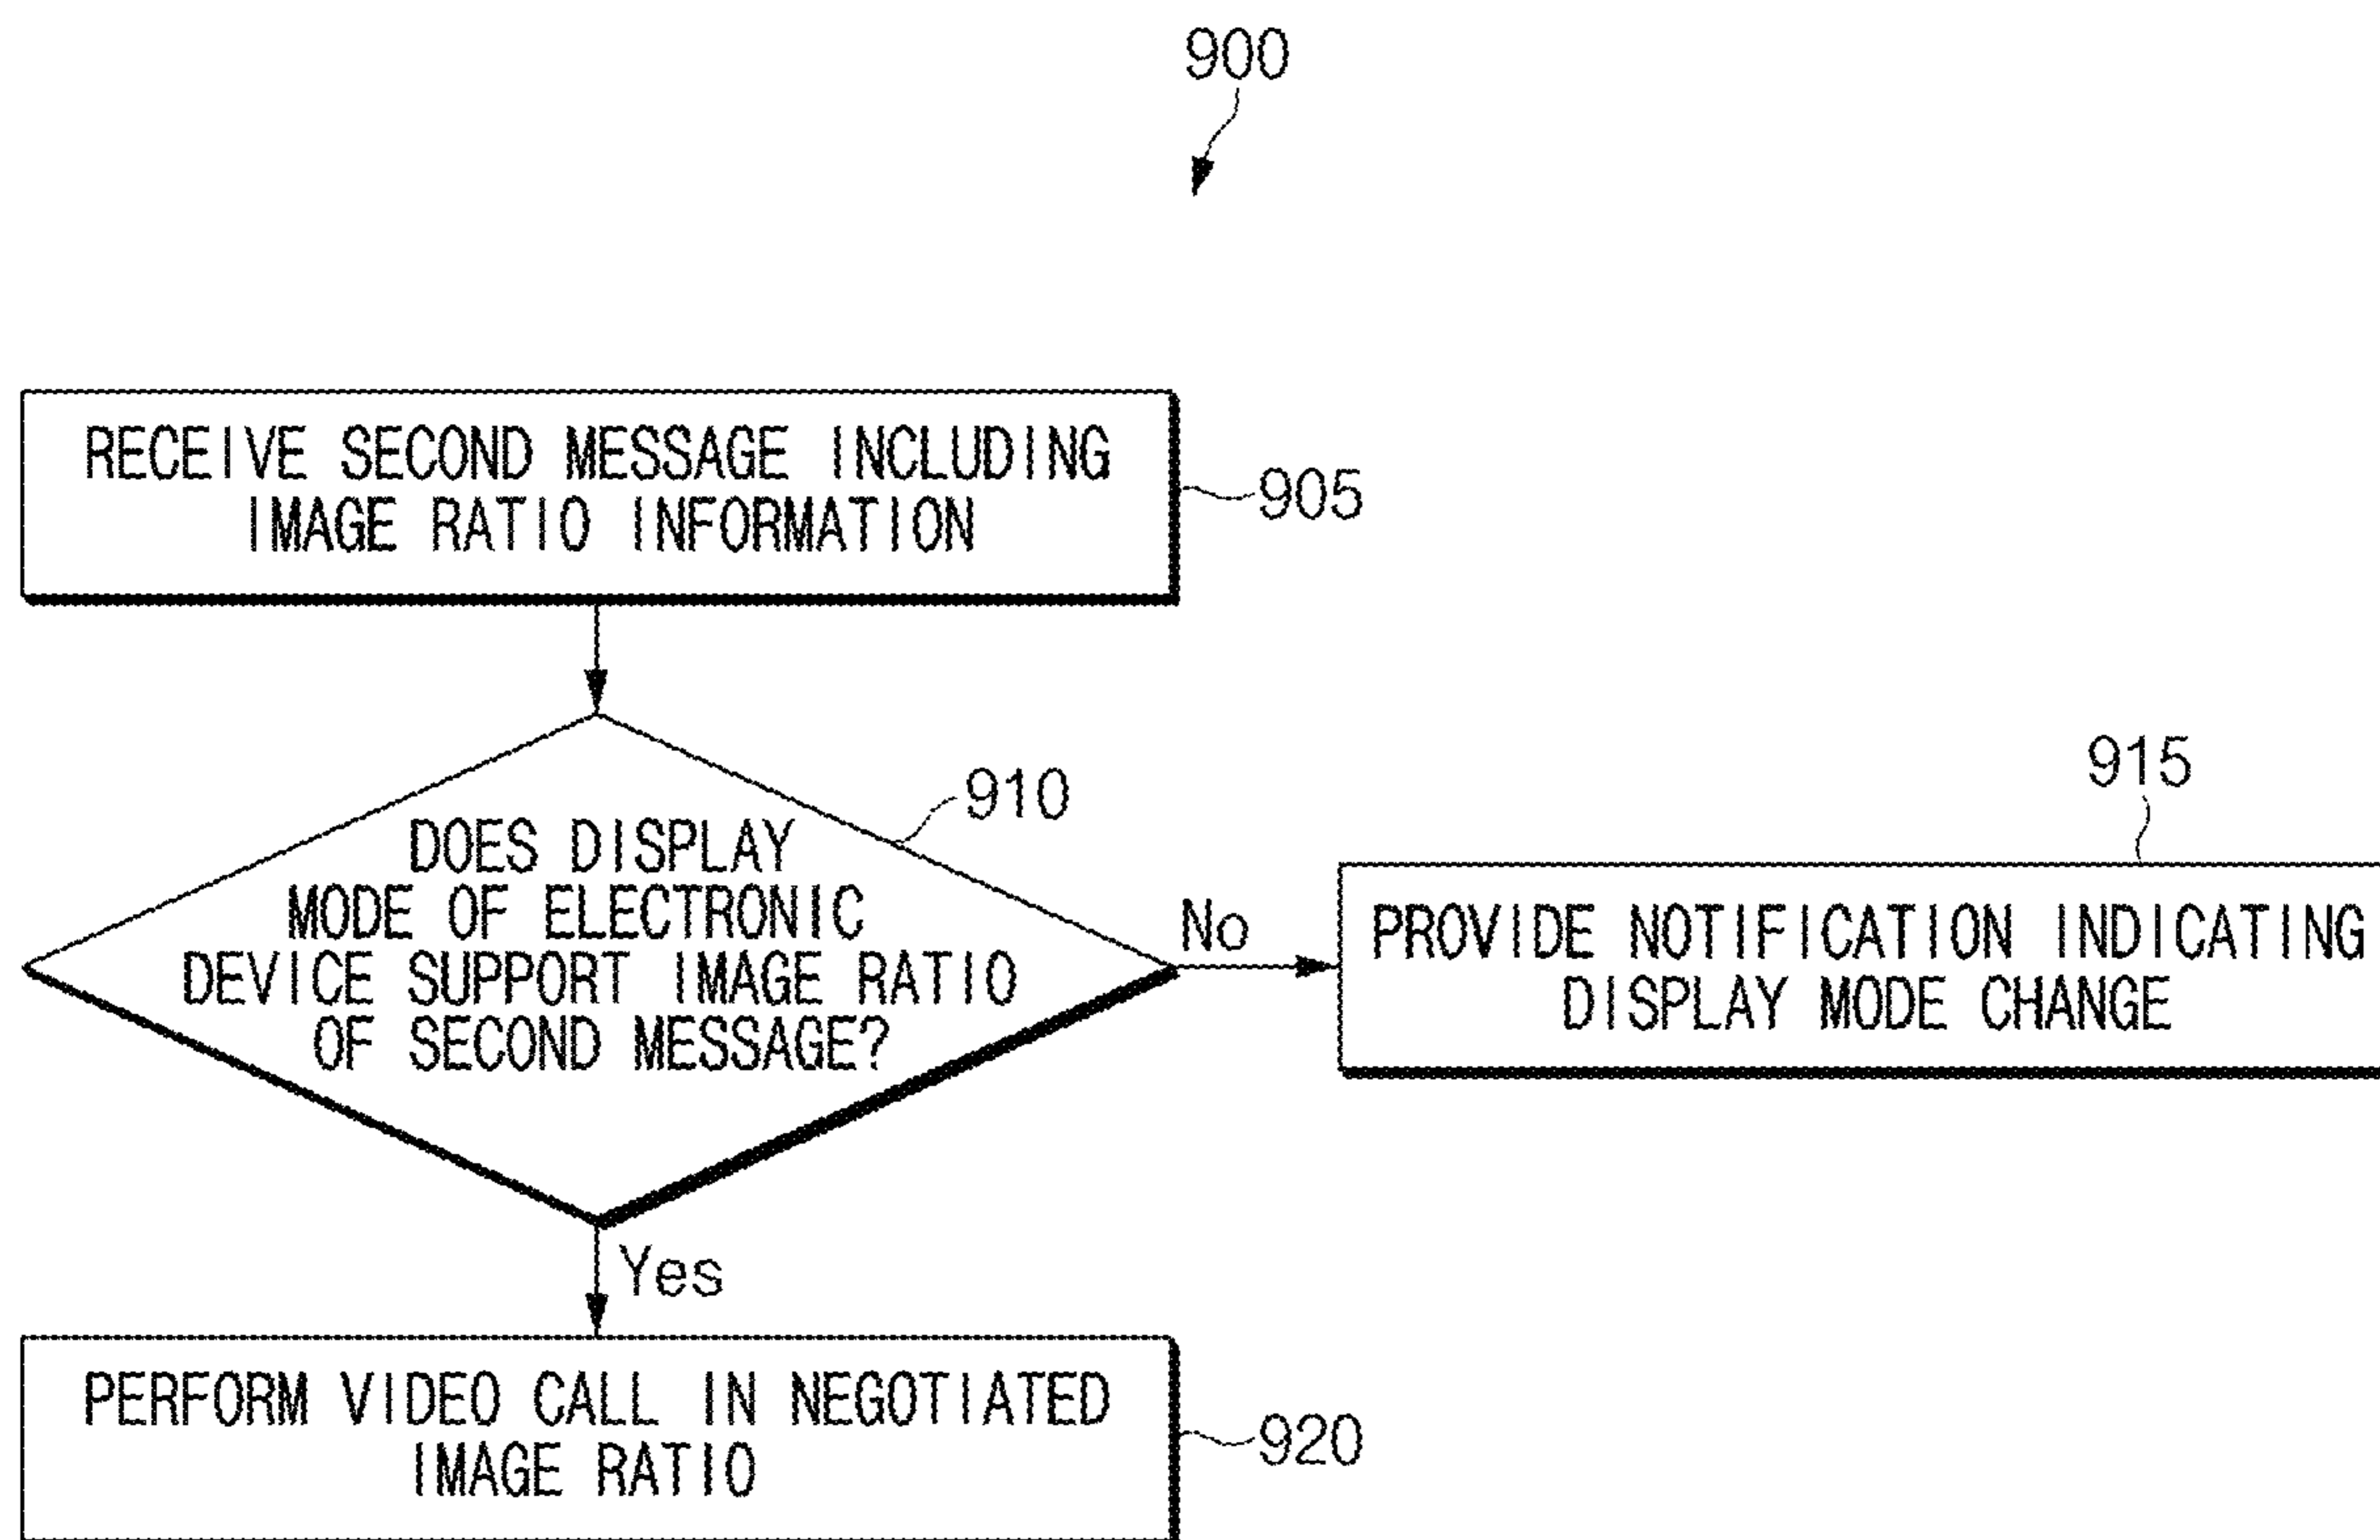 900
RECEIVE SECOND MESSAGE INCLUDING
IMAGE RATIO INFORMATION
905
910
DOES DISPLAY
MODE OF ELECTRONIC
DEVICE SUPPORT IMAGE RATIO
OF SECOND MESSAGE?
No
915
PROVIDE NOTIFICATION INDICATING
DISPLAY MODE CHANGE
Yes
PERFORM VIDEO CALL IN NEGOTIATED
IMAGE RATIO
920